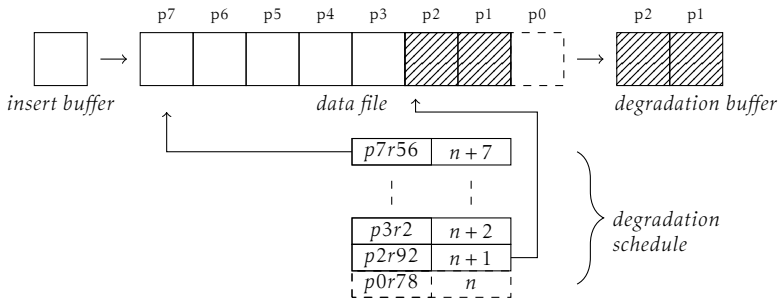 p7 p6 p5 p4 p3 p2 p1 p0 p2 p1
insert buffer data file degradation buffer
p7r56 n + 7
p3r2 n + 2
p2r92 n + 1
p0r78 n
degradation
schedule